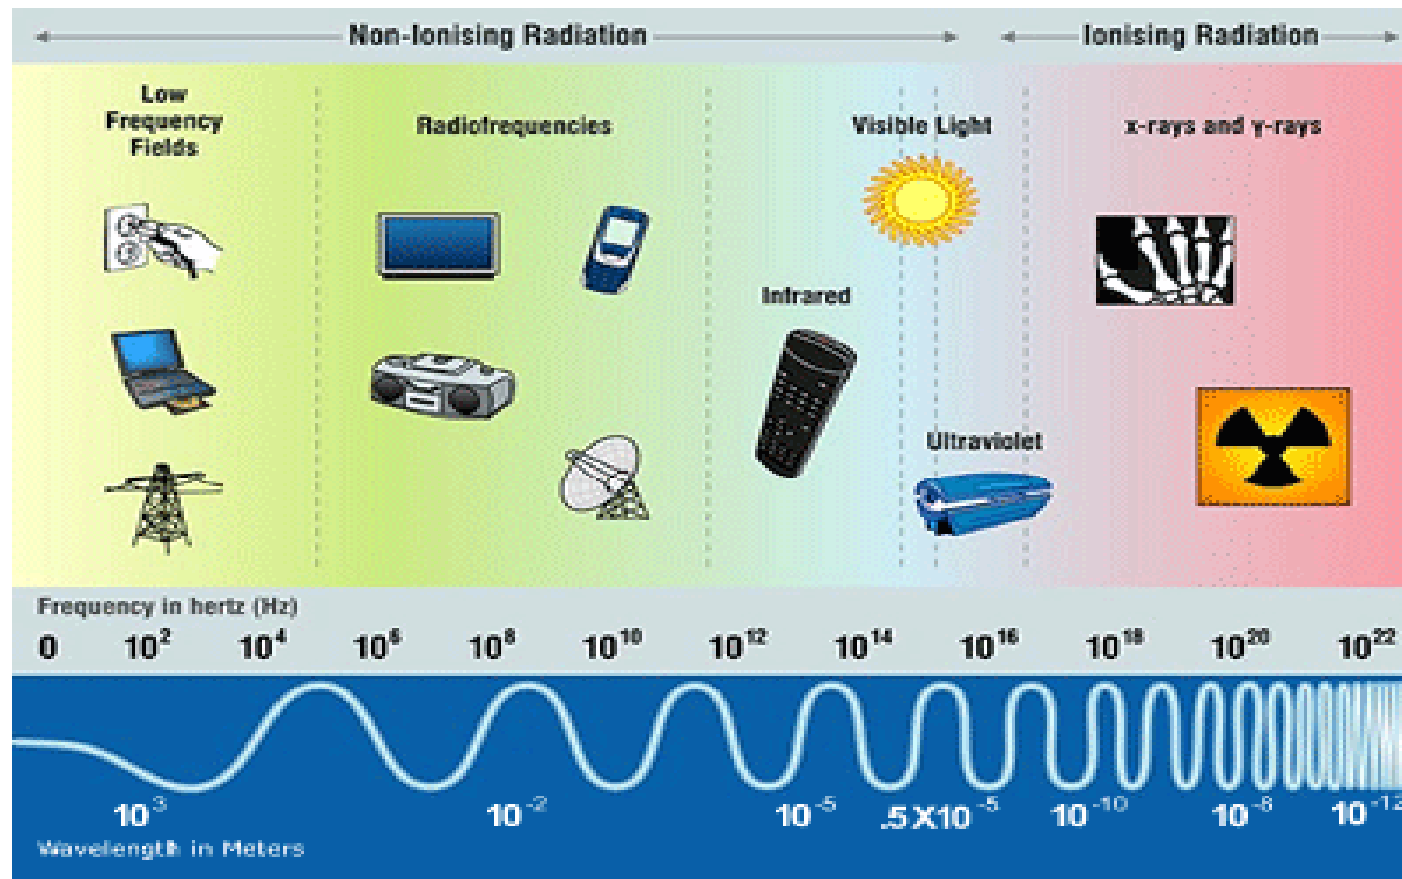 Non-Ionising Radiation
Ionising Radiation
Low
Frequency
Fields
Radiofrequencies
Visible Light
x-rays and γ-rays
Infrared
Ultraviolet
Frequency in hertz (Hz)
0 10² 10⁴ 10⁶ 10⁸ 10¹⁰ 10¹² 10¹⁴ 10¹⁶ 10¹⁸ 10²⁰ 10²²
10³ 10⁻² 10⁻⁵ .5X10⁻⁵ 10⁻¹⁰ 10⁻⁸ 10⁻¹²
Wavelength in Meters